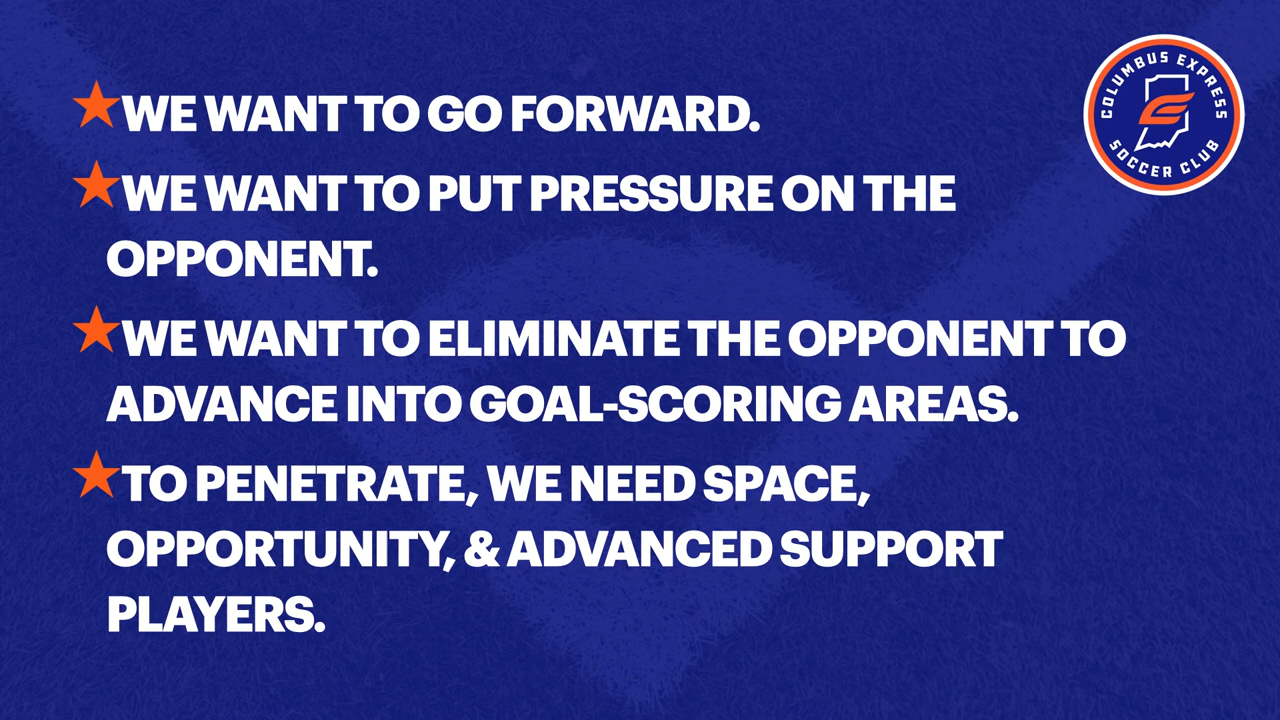 COLUMBUS EXPRESS
SOCCER CLUB
WE WANT TO GO FORWARD.
WE WANT TO PUT PRESSURE ON THE
OPPONENT.
WE WANT TO ELIMINATE THE OPPONENT TO
ADVANCE INTO GOAL-SCORING AREAS.
TO PENETRATE, WE NEED SPACE,
OPPORTUNITY, & ADVANCED SUPPORT
PLAYERS.